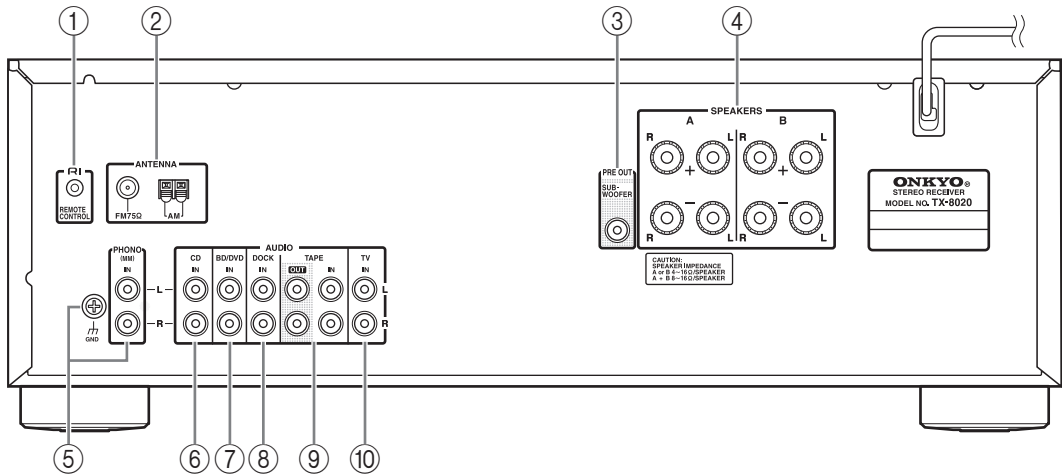 ① ② ③ ④
RI
REMOTE
CONTROL
ANTENNA
FM75Ω
AM
PRE OUT
SUB-
WOOFER
SPEAKERS
A B
R L R L
+ +
− −
R L R L
CAUTION:
SPEAKER IMPEDANCE
A or B 4~16Ω/SPEAKER
A + B 8~16Ω/SPEAKER
ONKYO®
STEREO RECEIVER
MODEL NO. TX-8020
PHONO
(MM)
IN
L
R
GND
AUDIO
CD BD/DVD DOCK TAPE TV
IN IN IN OUT IN IN
L
R
⑤ ⑥ ⑦ ⑧ ⑨ ⑩